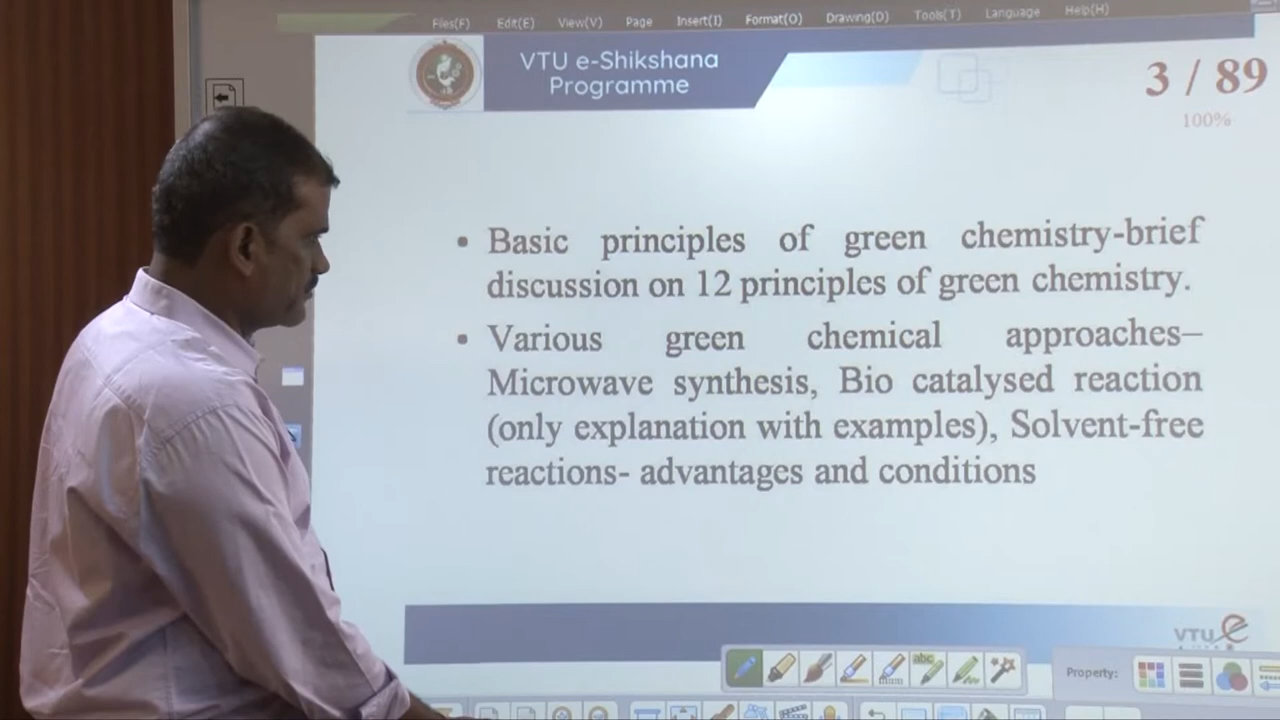 Files(F) Edit(E) View(V) Page Insert(I) Format(O) Drawing(D) Tools(T) Language Help(H)
VTU e-Shikshana
Programme
3 / 89
100%
• Basic principles of green chemistry-brief
discussion on 12 principles of green chemistry.
• Various green chemical approaches–
Microwave synthesis, Bio catalysed reaction
(only explanation with examples), Solvent-free
reactions- advantages and conditions
VTU e
abc
Property: